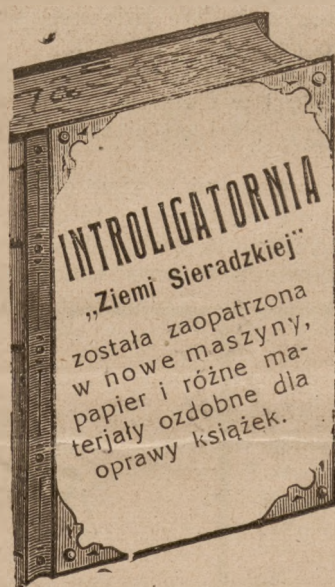 INTROLIGATORNIA
„Ziemi Sieradzkiej"
została zaopatrzona
w nowe maszyny,
papier i różne ma-
terjały ozdobne dla
oprawy książek.